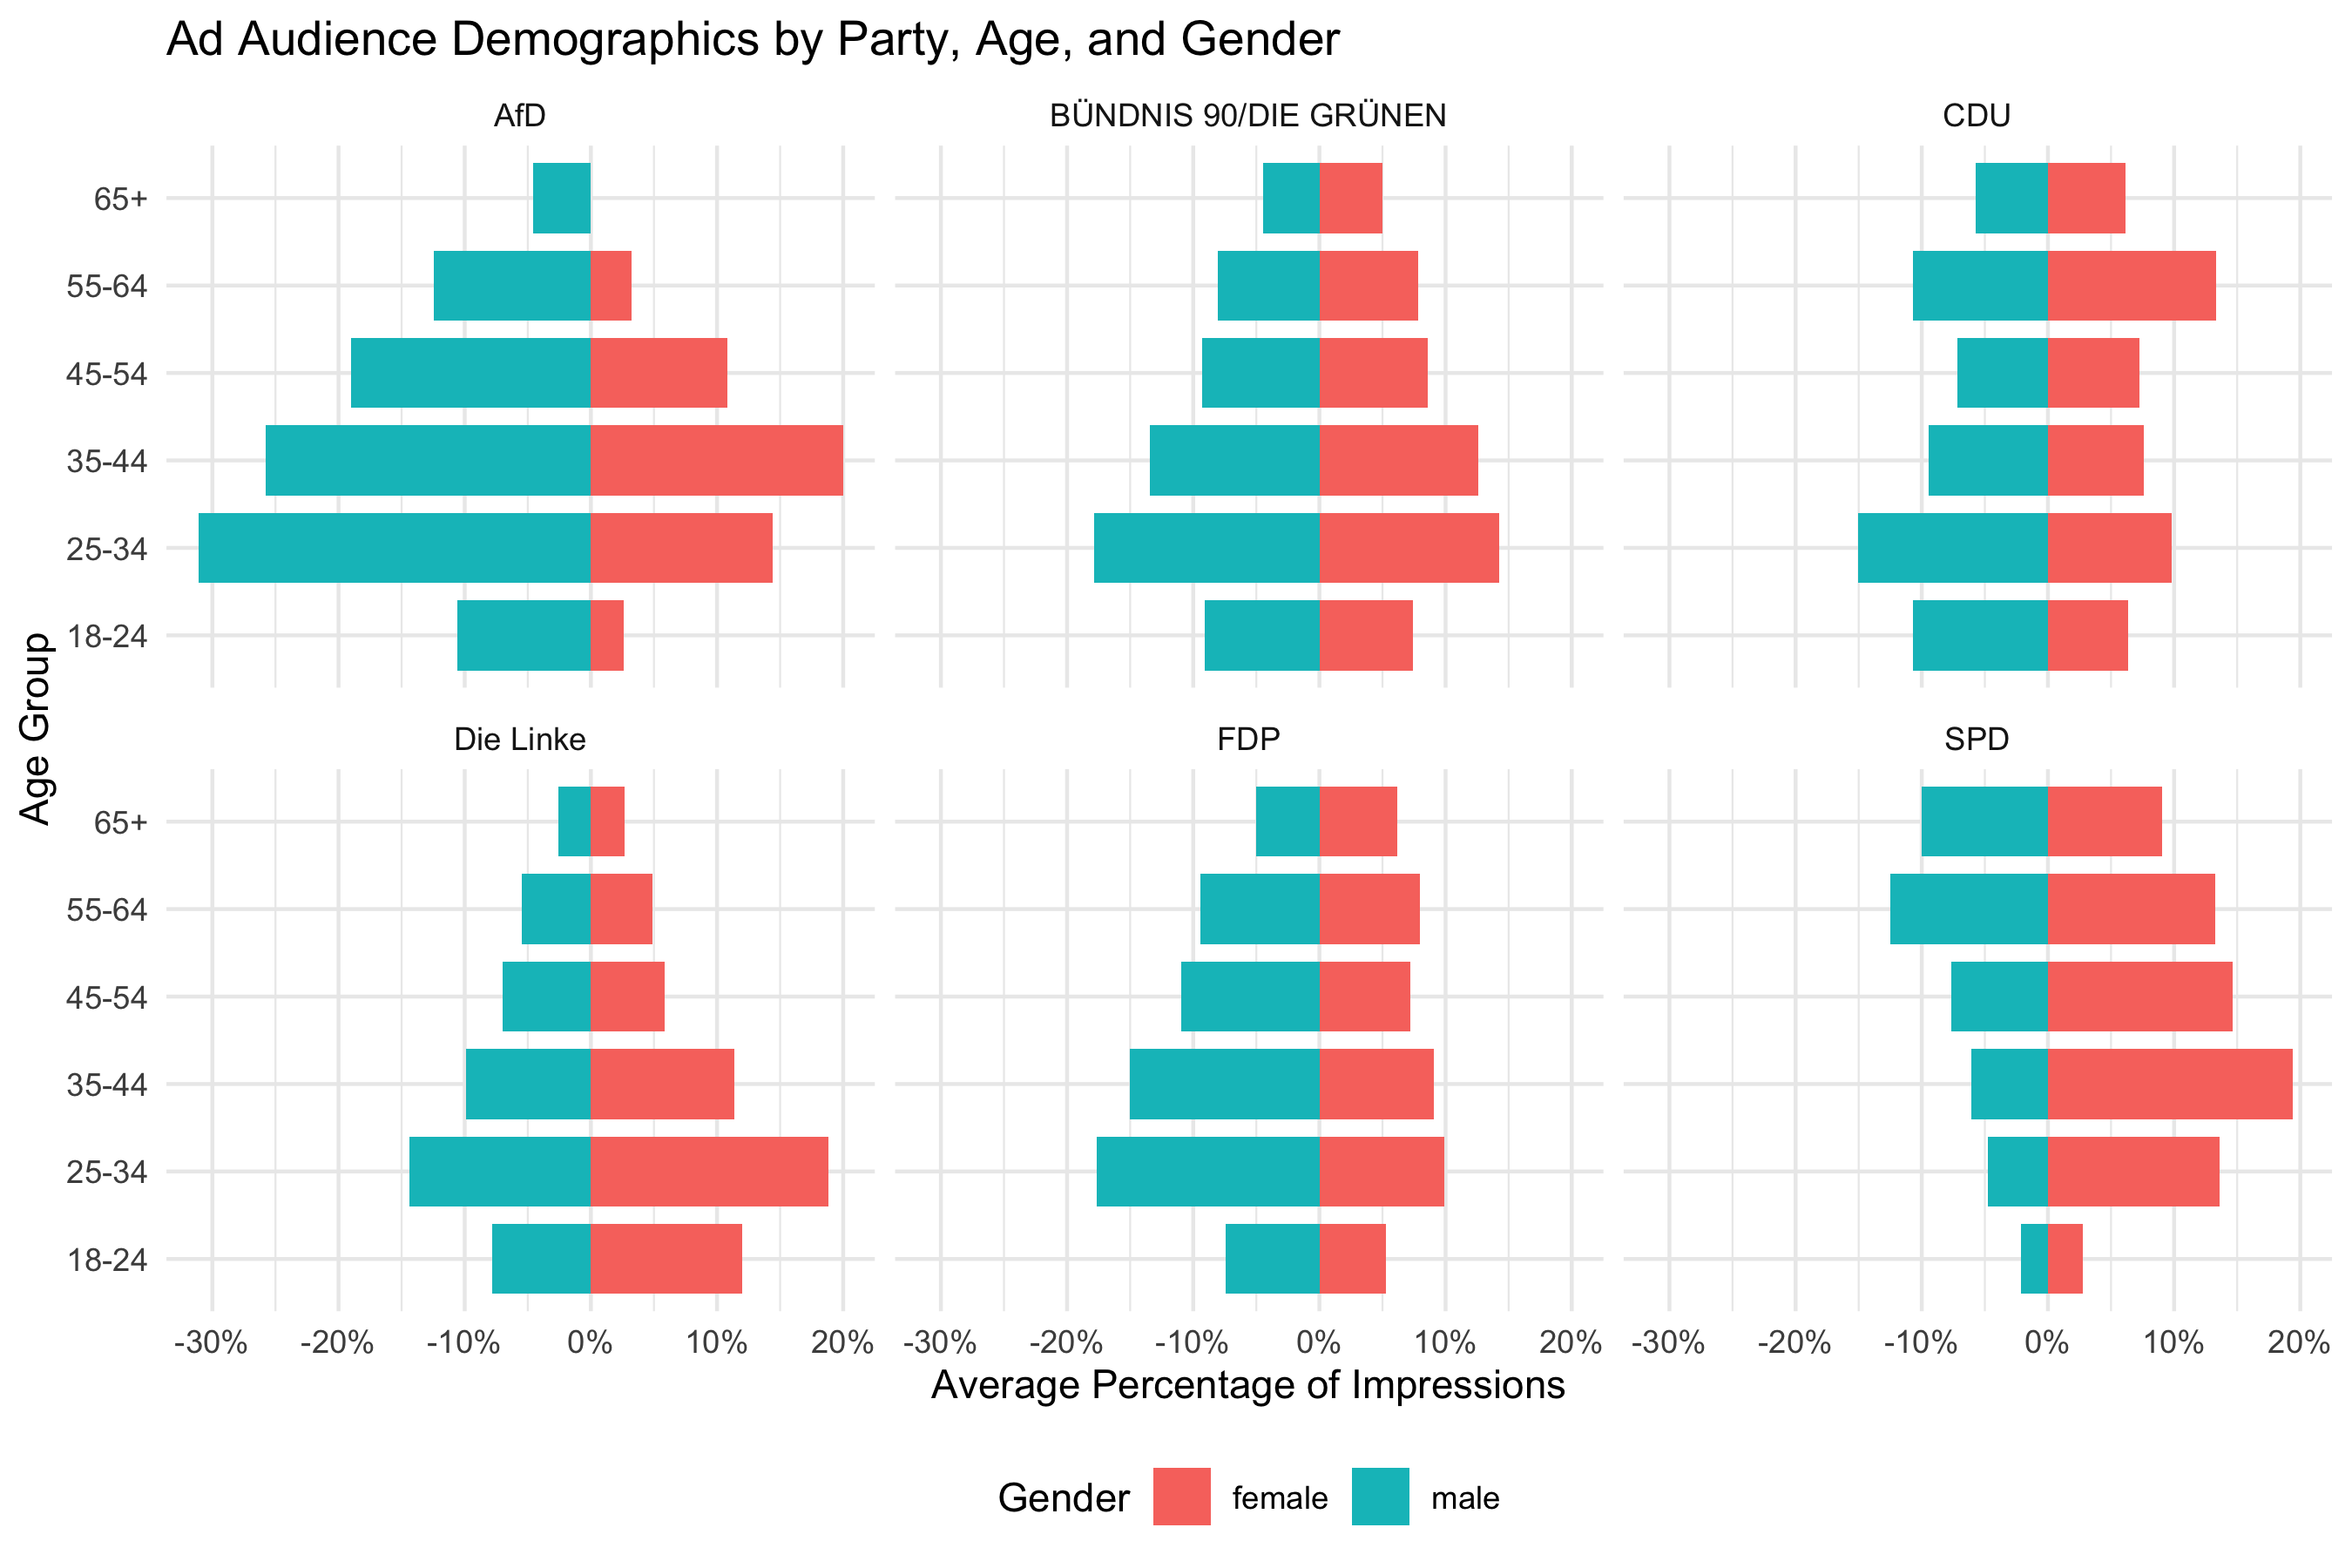 Ad Audience Demographics by Party, Age, and Gender
AfD
BÜNDNIS 90/DIE GRÜNEN
CDU
65+
55-64
45-54
35-44
25-34
18-24
Die Linke
FDP
SPD
65+
55-64
45-54
35-44
25-34
18-24
Age Group
-30% -20% -10% 0% 10% 20%
-30% -20% -10% 0% 10% 20%
-30% -20% -10% 0% 10% 20%
Average Percentage of Impressions
Gender female male